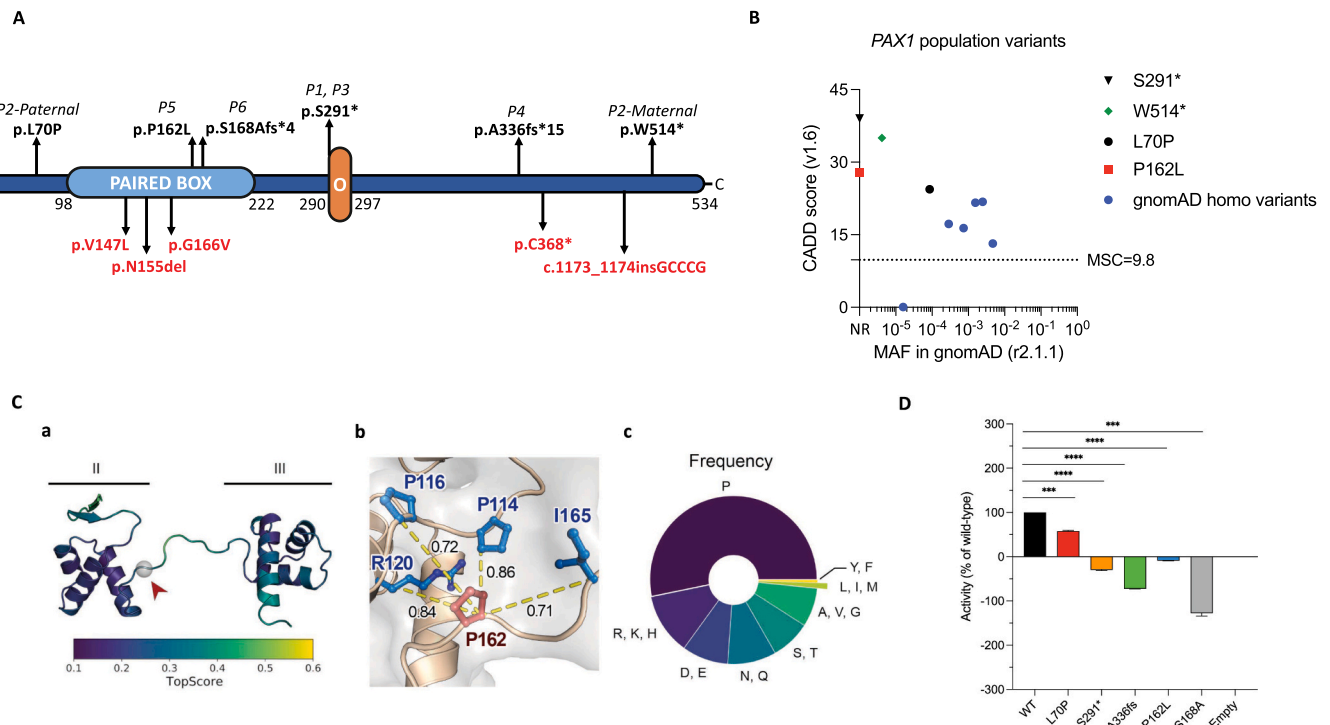 A
P2-Paternal
p.L70P
P5
p.P162L
P6
p.S168Afs*4
P1, P3
p.S291*
P4
p.A336fs*15
P2-Maternal
p.W514*
PAIRED BOX
O
C
98
222
290
297
534
p.V147L
p.N155del
p.G166V
p.C368*
c.1173_1174insGCCCG
B
PAX1 population variants
CADD score (v1.6)
45
30
15
0
NR
10-5
10-4
10-3
10-2
10-1
100
MAF in gnomAD (r2.1.1)
MSC=9.8
S291*
W514*
L70P
P162L
gnomAD homo variants
C
a
II
III
0.1
0.2
0.3
0.4
0.5
0.6
TopScore
b
P116
P114
I165
R120
0.72
0.86
0.84
0.71
P162
c
Frequency
P
Y, F
L, I, M
A, V, G
S, T
N, Q
D, E
R, K, H
D
Activity (% of wild-type)
300
200
100
0
-100
-200
-300
***
****
****
****
***
WT
L70P
S291*
A336fs
P162L
S168A
Empty